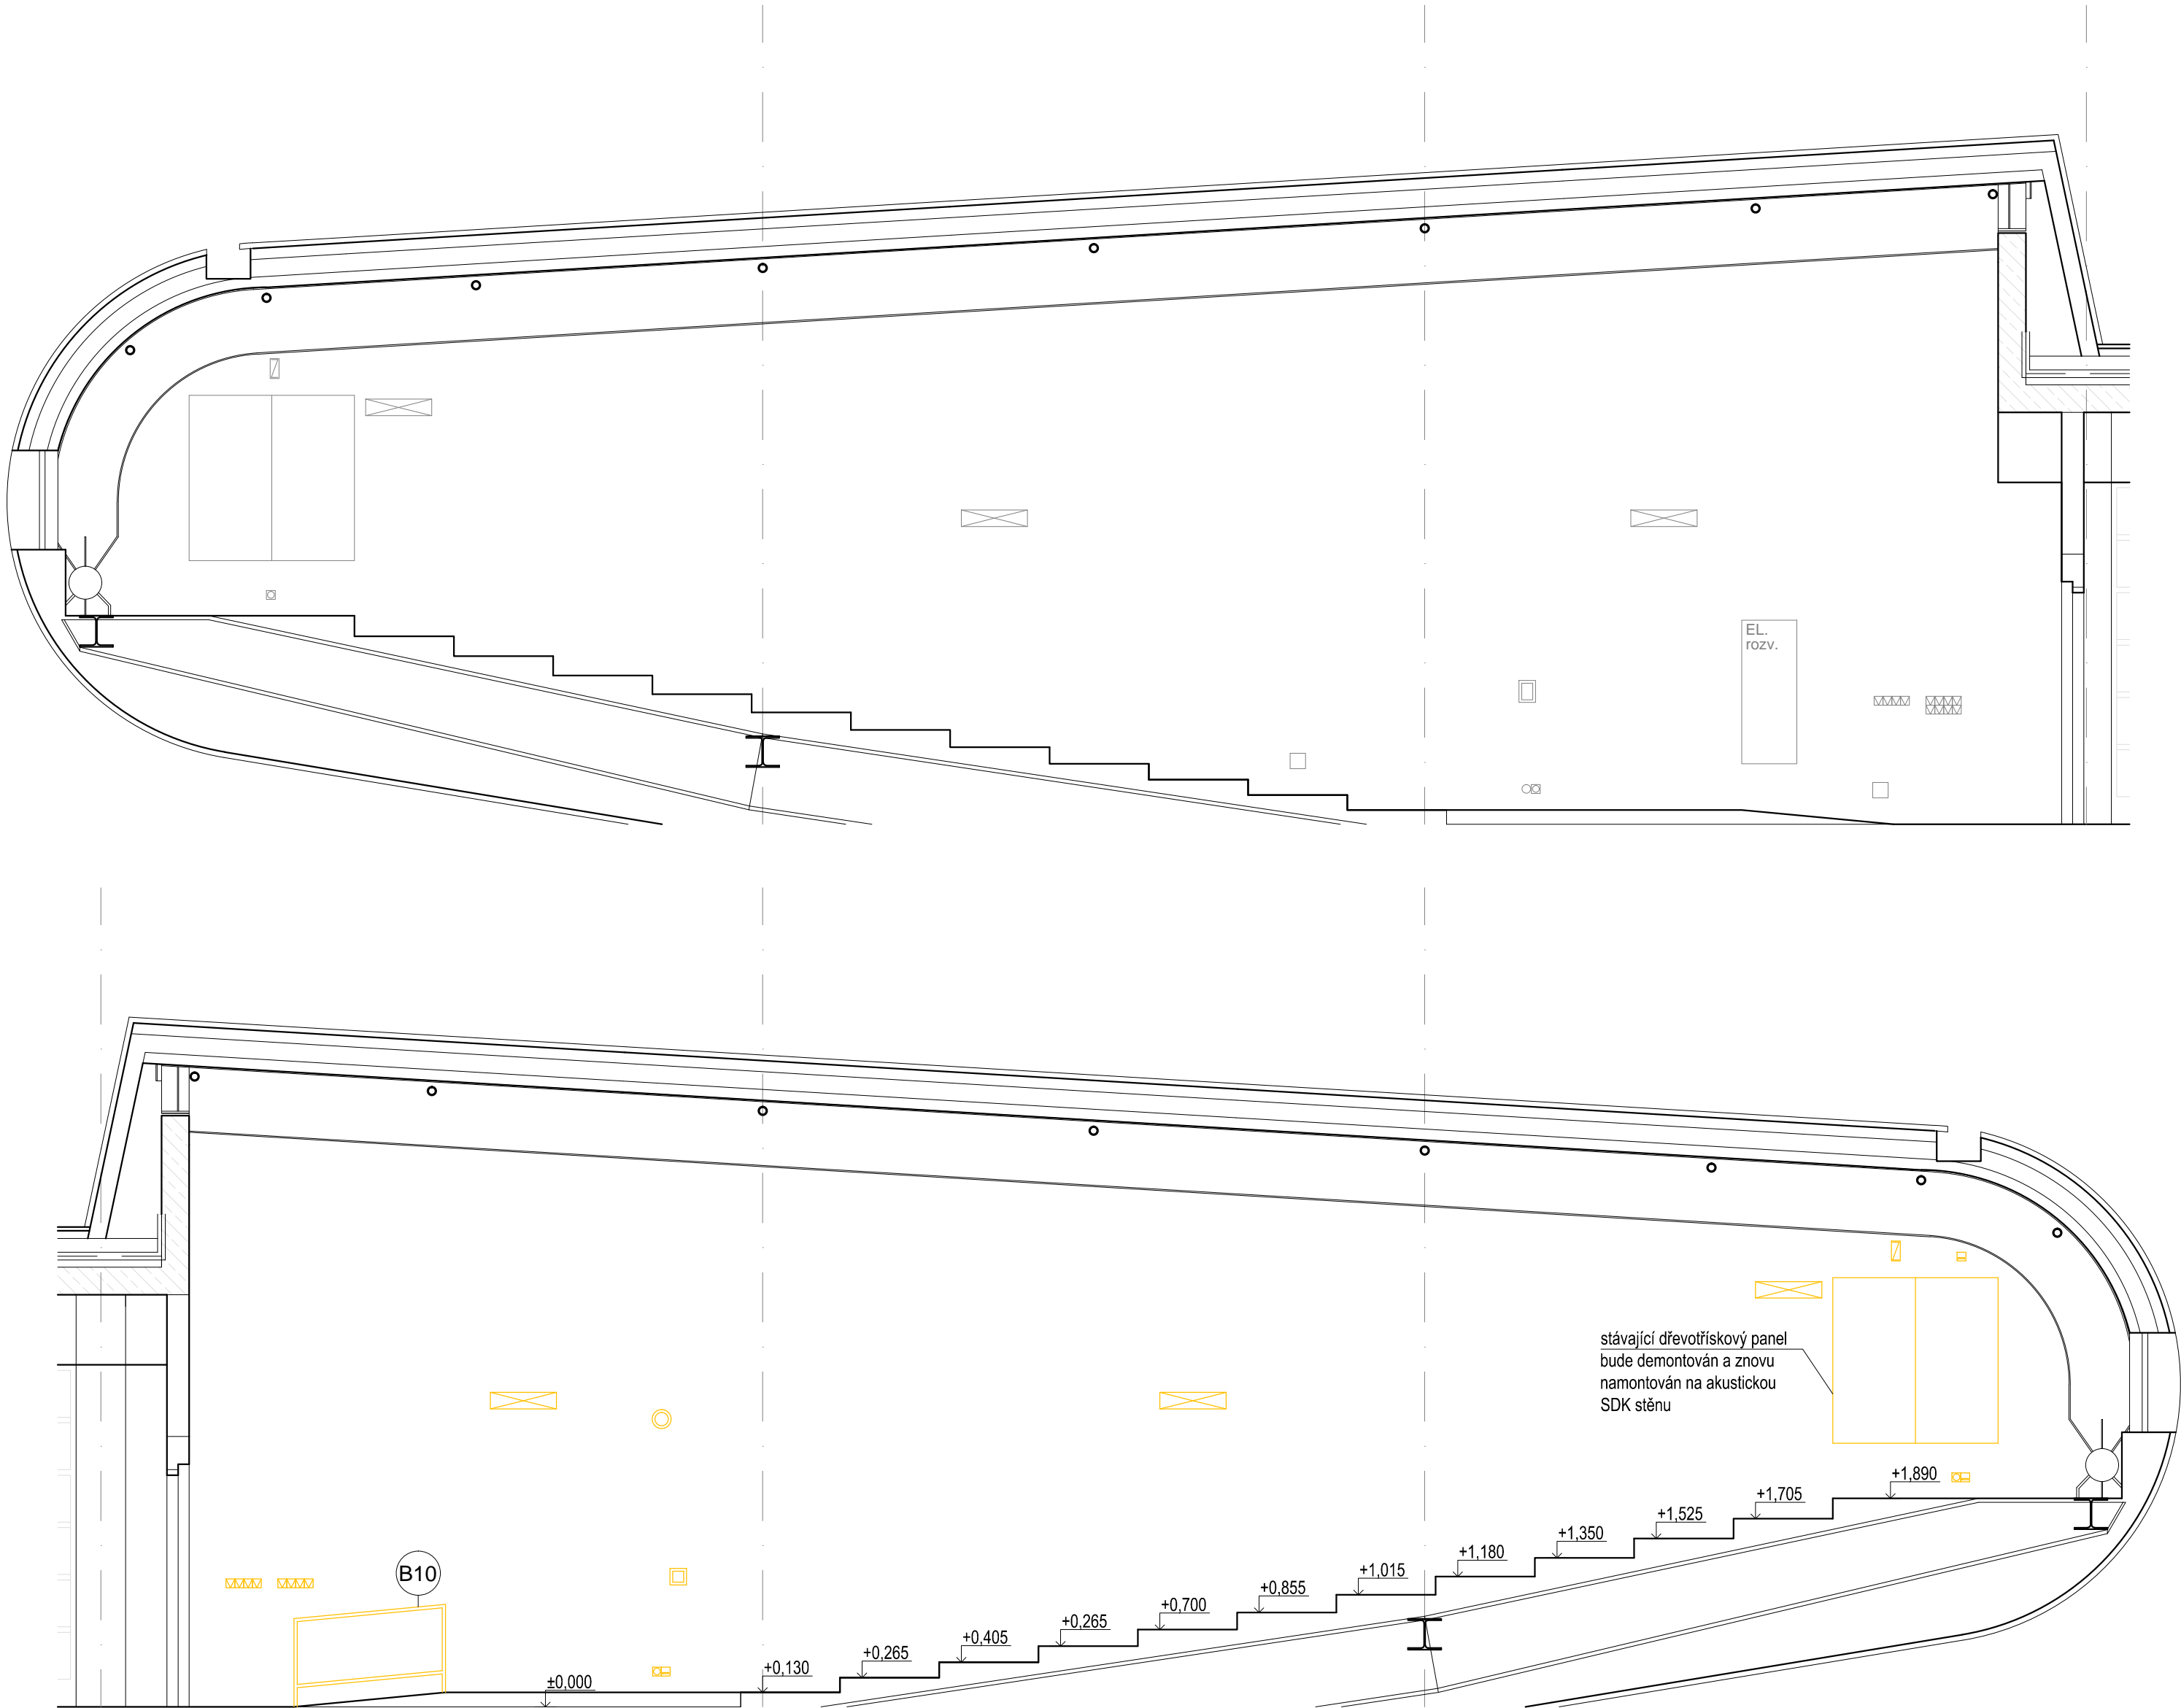 EL.
rozv.
stávající dřevotřískový panel
bude demontován a znovu
namontován na akustickou
SDK stěnu
+1,890
+1,705
+1,525
+1,350
+1,180
+1,015
+0,855
+0,700
+0,265
+0,405
+0,265
+0,130
±0,000
B10